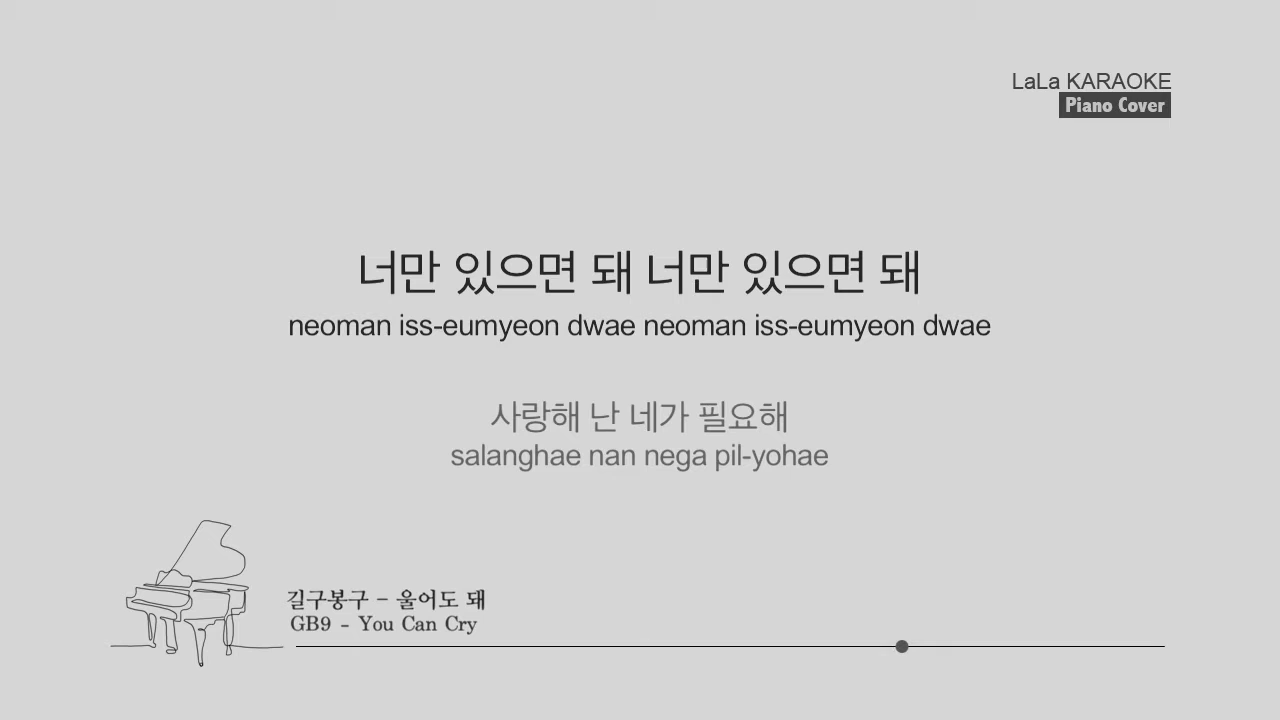 LaLa KARAOKE
Piano Cover
너만 있으면 돼 너만 있으면 돼
neoman iss-eumyeon dwae neoman iss-eumyeon dwae
사랑해 난 네가 필요해
salanghae nan nega pil-yohae
길구봉구 - 울어도 돼
GB9 - You Can Cry